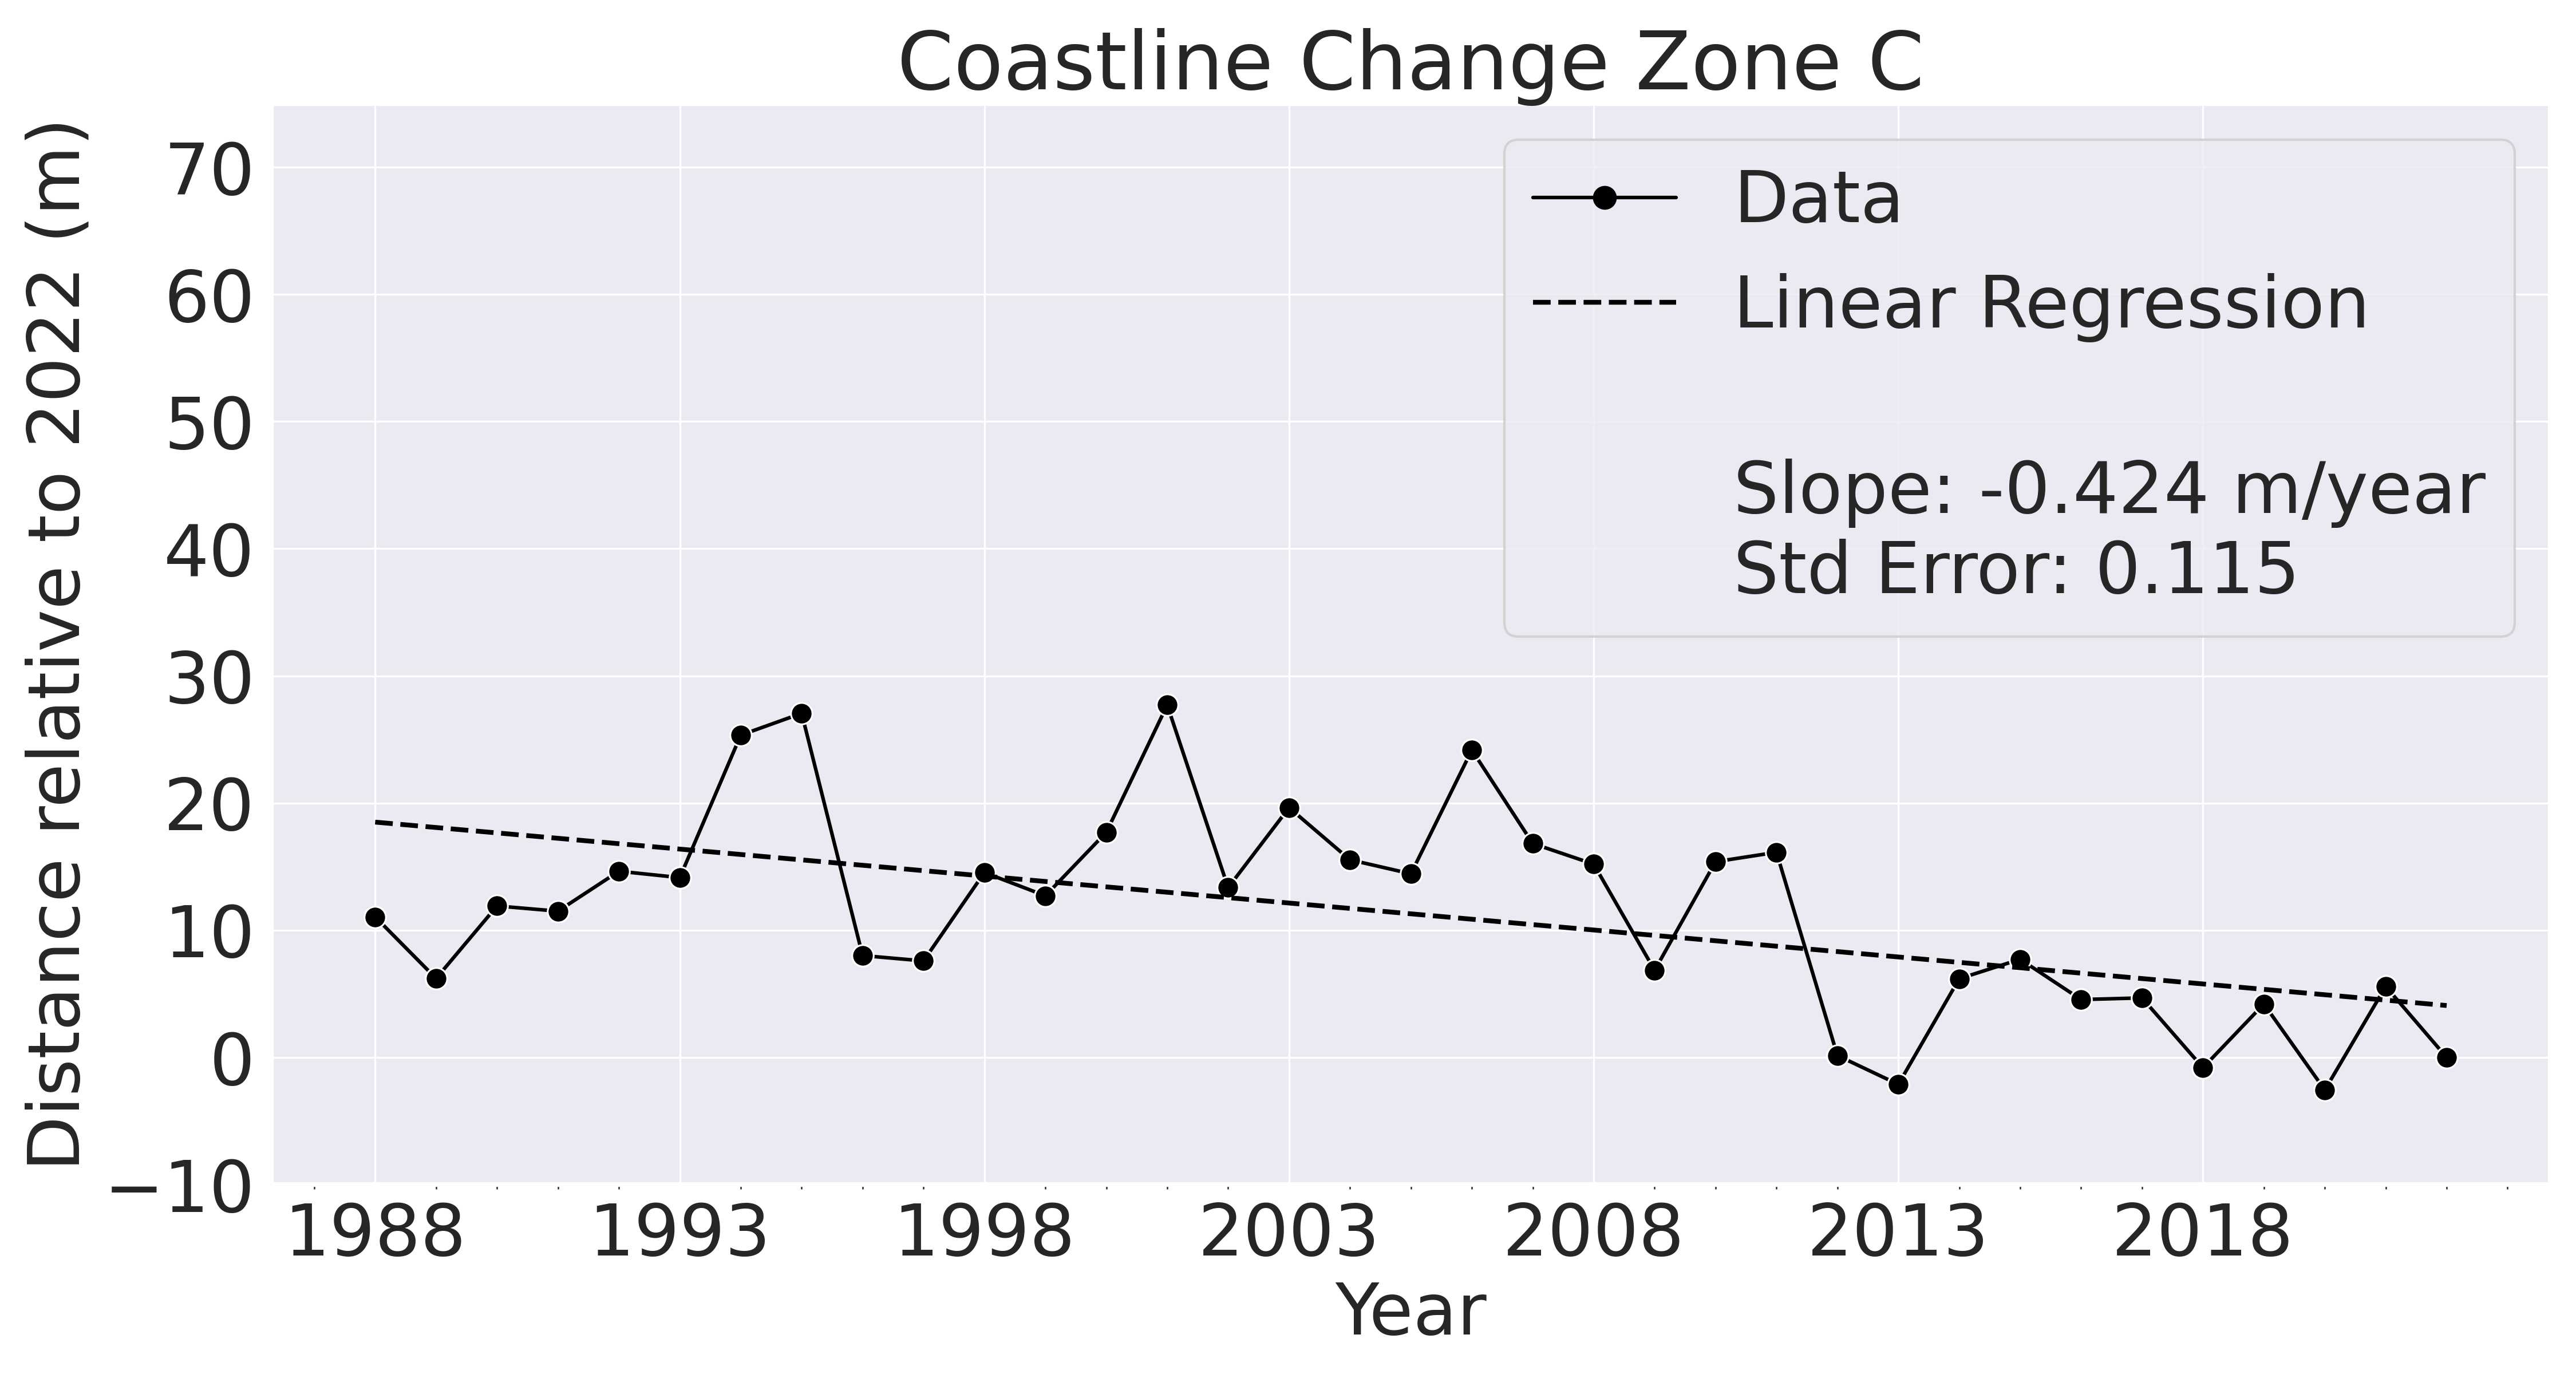 Coastline Change Zone C
Distance relative to 2022 (m)
70
60
50
40
30
20
10
0
−10
Data
Linear Regression
Slope: -0.424 m/year
Std Error: 0.115
1988 1993 1998 2003 2008 2013 2018
Year